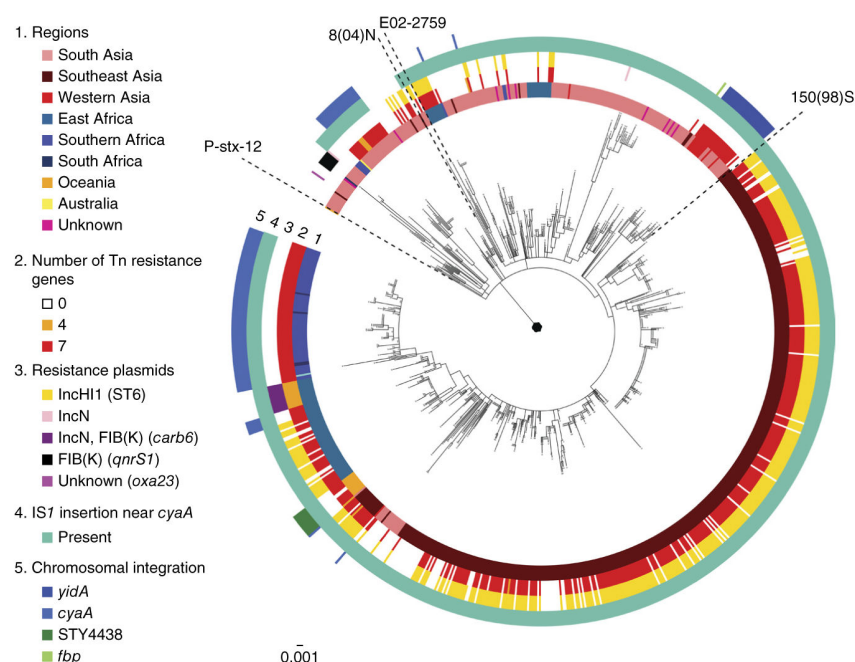 1. Regions
South Asia
Southeast Asia
Western Asia
East Africa
Southern Africa
South Africa
Oceania
Australia
Unknown
2. Number of Tn resistance
genes
0
4
7
3. Resistance plasmids
IncHI1 (ST6)
IncN
IncN, FIB(K) (carb6)
FIB(K) (qnrS1)
Unknown (oxa23)
4. IS1 insertion near cyaA
Present
5. Chromosomal integration
yidA
cyaA
STY4438
fbp
E02-2759
8(04)N
150(98)S
P-stx-12
5 4 3 2 1
0.001